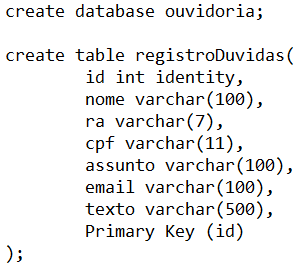 create database ouvidoria;
create table registroDuvidas(
id int identity,
nome varchar(100),
ra varchar(7),
cpf varchar(11),
assunto varchar(100),
email varchar(100),
texto varchar(500),
Primary Key (id)
);